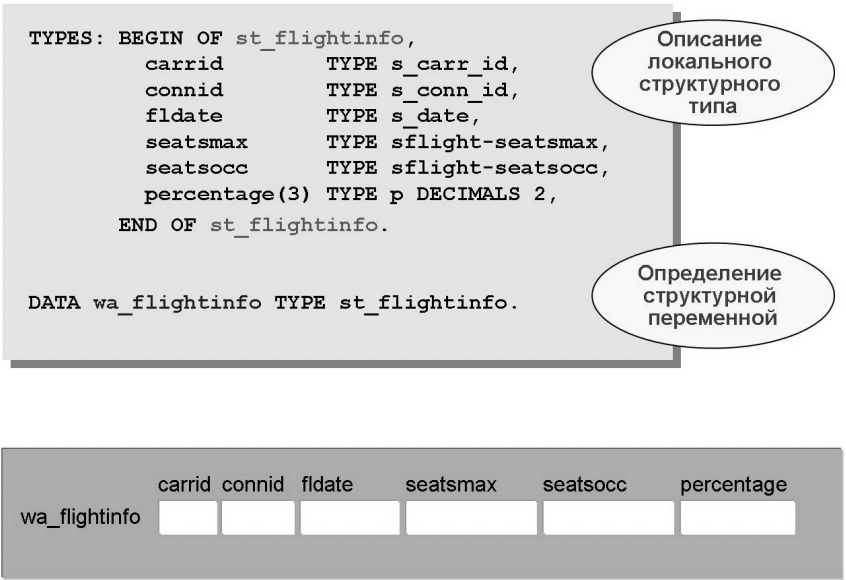 TYPES: BEGIN OF st_flightinfo,
carrid TYPE s_carr_id,
connid TYPE s_conn_id,
fldate TYPE s_date,
seatsmax TYPE sflight-seatsmax,
seatsocc TYPE sflight-seatsocc,
percentage(3) TYPE p DECIMALS 2,
END OF st_flightinfo.
Описание
локального
структурного
типа
DATA wa_flightinfo TYPE st_flightinfo.
Определение
структурной
переменной
carrid connid fldate seatsmax seatsocc percentage
wa_flightinfo